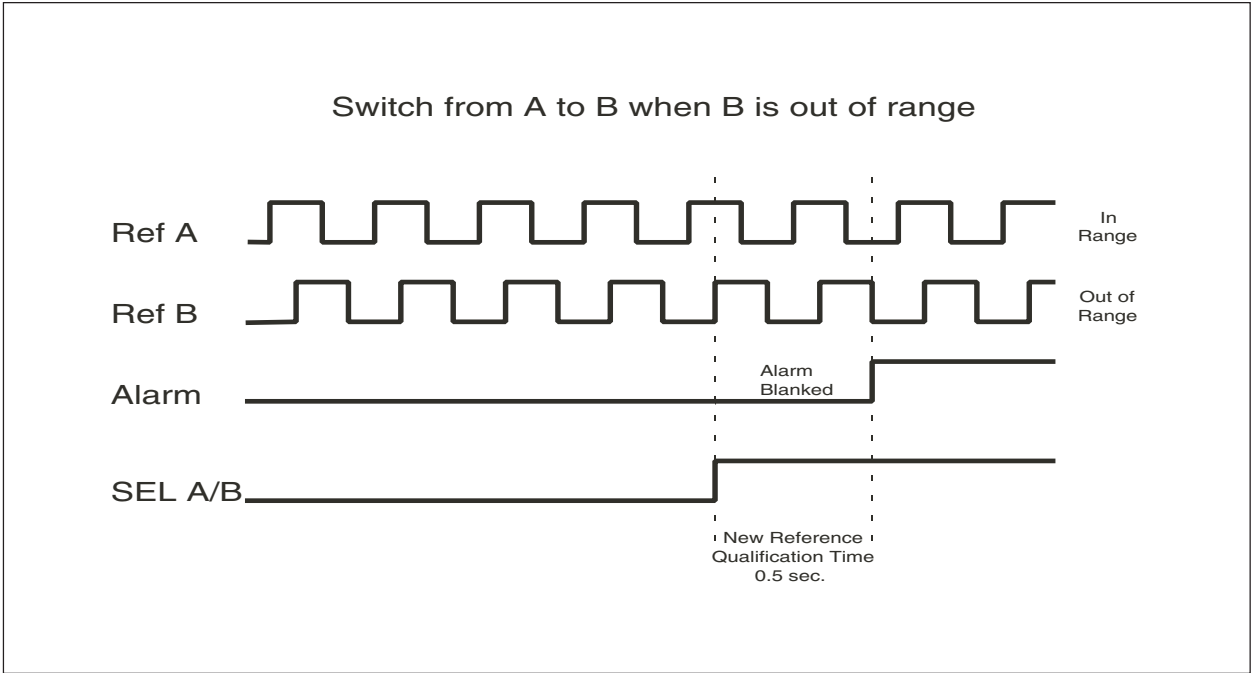 Switch from A to B when B is out of range
Ref A
In
Range
Ref B
Out of
Range
Alarm
Alarm
Blanked
SEL A/B
New Reference
Qualification Time
0.5 sec.